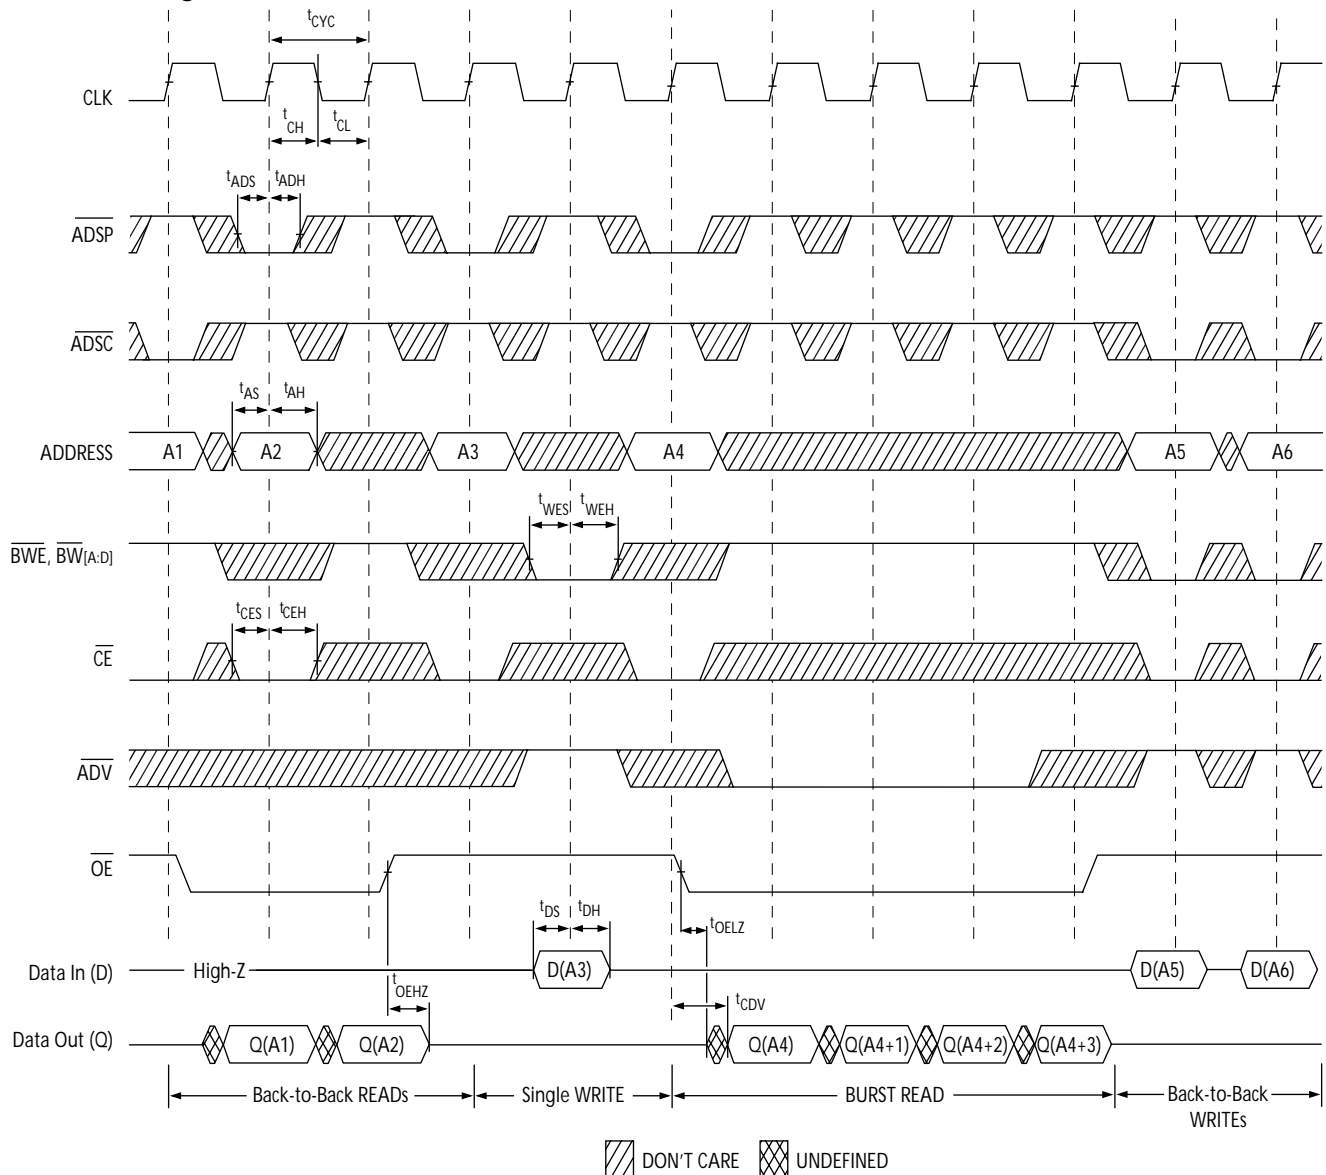 tCYC
CLK
tCH
tCL
tADS
tADH
ADSP
ADSC
tAS
tAH
ADDRESS
A1
A2
A3
A4
A5
A6
tWES
tWEH
BWE, BW[A:D]
tCES
tCEH
CE
ADV
OE
tDS
tDH
tOELZ
Data In (D)
High-Z
D(A3)
D(A5)
D(A6)
tOEHZ
tCDV
Data Out (Q)
Q(A1)
Q(A2)
Q(A4)
Q(A4+1)
Q(A4+2)
Q(A4+3)
Back-to-Back READs
Single WRITE
BURST READ
Back-to-Back
WRITEs
DON'T CARE
UNDEFINED